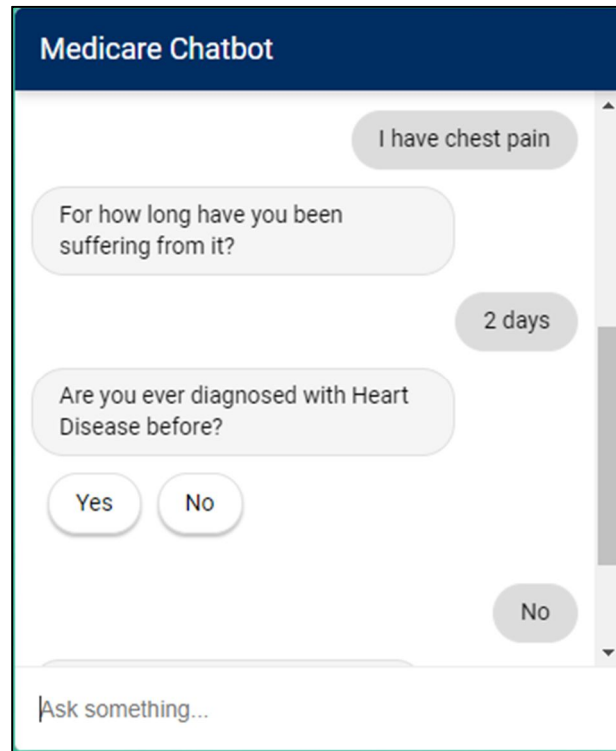 Medicare Chatbot
I have chest pain
For how long have you been
suffering from it?
2 days
Are you ever diagnosed with Heart
Disease before?
Yes No
No
Ask something...